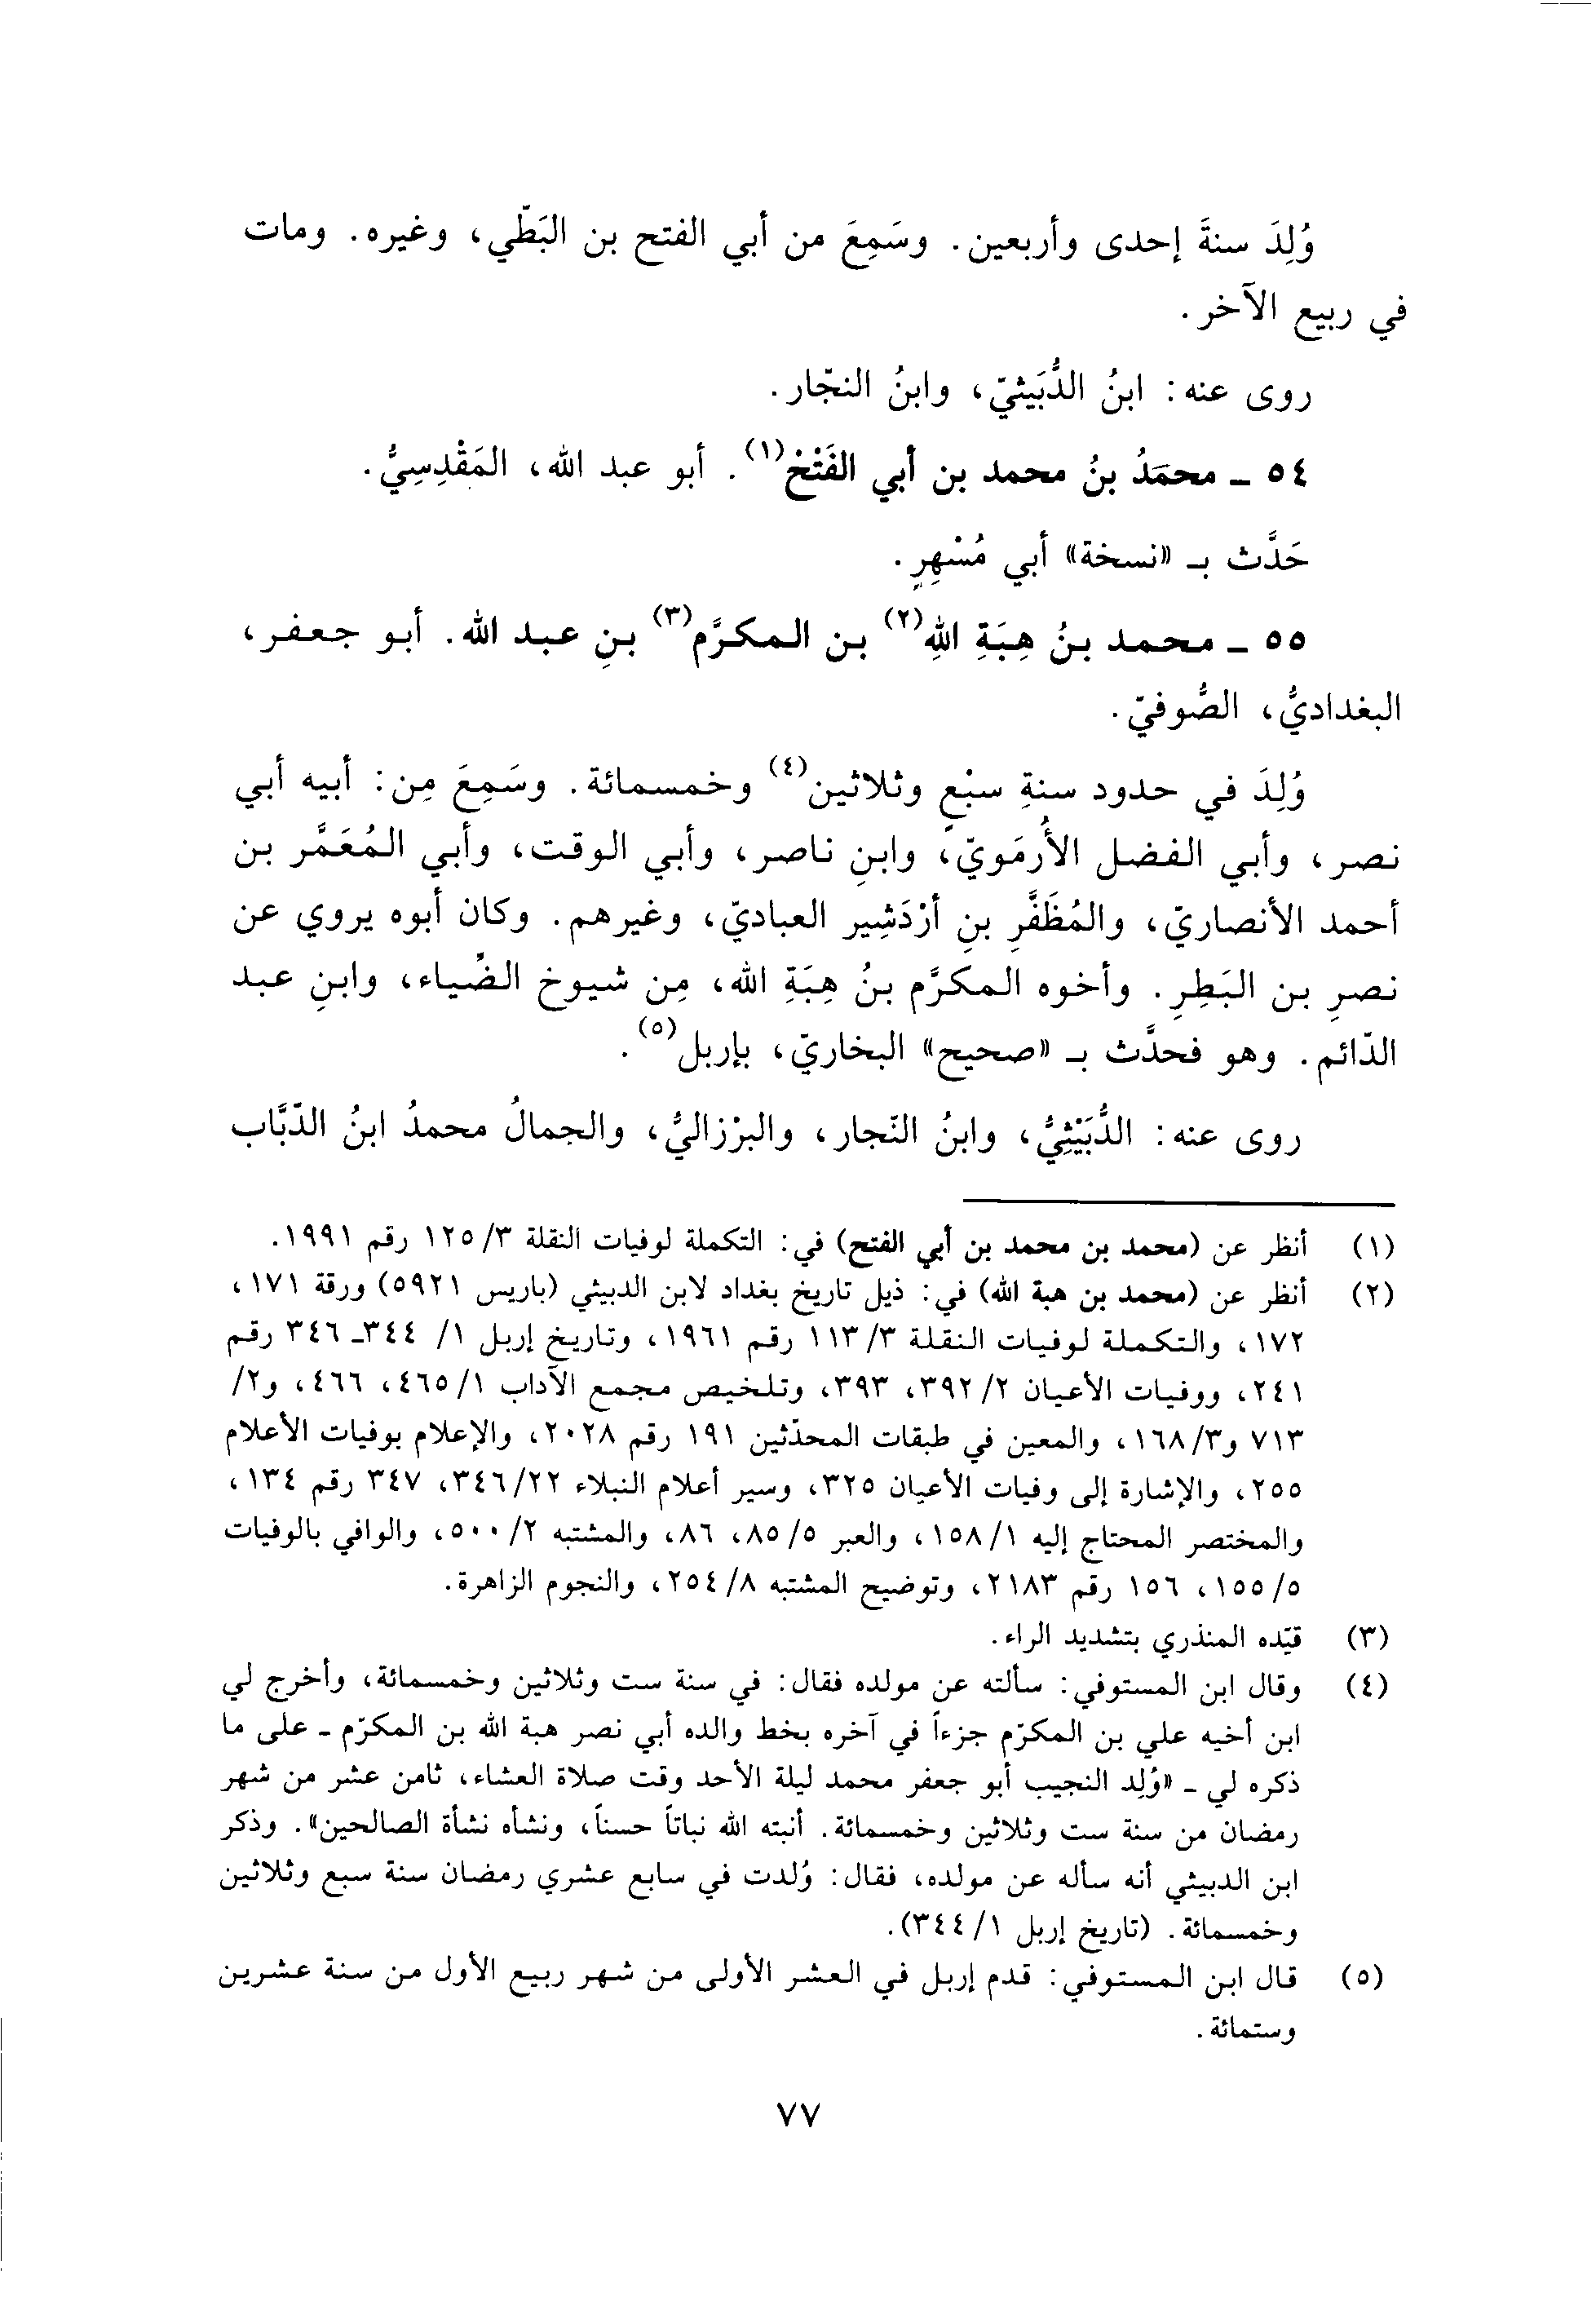 وُلِدَ سنةَ إحدى وأربعين. وسَمِعَ من أبي الفتح بن البَطّي، وغيره. ومات
في ربيع الآخر.
روى عنه: ابنُ الدُّبَيثيّ، وابنُ النجّار.
٥٤ ـ محمَدُ بنُ محمد بن أبي الفَتْحْ(١). أبو عبد الله، المَقْدِسِيُّ.
حَدَّث بـ «نسخة» أبي مُسْهِرٍ.
٥٥ ـ محمد بنُ هِبَةِ اللهِ(٢) بن المكرَّم(٣) بنِ عبد الله. أبو جعفر،
البغداديُّ، الصُّوفيّ.
وُلِدَ في حدود سنةِ سبْعٍ وثلاثين(٤) وخمسمائة. وسَمِعَ مِن: أبيه أبي
نصر، وأبي الفضل الأُرمَويّ، وابنِ ناصر، وأبي الوقت، وأبي المُعَمَّر بن
أحمد الأنصاريّ، والمُظَفَّرِ بنِ أرْدَشِير العباديّ، وغيرهم. وكان أبوه يروي عن
نصرِ بن البَطِرِ. وأخوه المكرَّم بنُ هِبَةِ الله، مِن شيوخ الضِّياء، وابنِ عبد
الدّائم. وهو فحدَّث بـ «صحيح» البخاريّ، بإربل(٥).
روى عنه: الدُّبَيْثِيُّ، وابنُ النّجار، والبرْزاليُّ، والجمالُ محمدُ ابنُ الدّبَّاب
(١) أنظر عن (محمد بن محمد بن أبي الفتح) في: التكملة لوفيات النقلة ٣/ ١٢٥ رقم ١٩٩١.
(٢) أنظر عن (محمد بن هبة الله) في: ذيل تاريخ بغداد لابن الدبيثي (باريس ٥٩٢١) ورقة ١٧١،
١٧٢، والتكملة لوفيات النقلة ٣/ ١١٣ رقم ١٩٦١، وتاريخ إربل ١/ ٣٤٤ـ ٣٤٦ رقم
٢٤١، ووفيات الأعيان ٢/ ٣٩٢، ٣٩٣، وتلخيص مجمع الآداب ١/ ٤٦٥، ٤٦٦، و٢/
٧١٣ و٣/ ١٦٨، والمعين في طبقات المحدّثين ١٩١ رقم ٢٠٢٨، والإعلام بوفيات الأعلام
٢٥٥، والإشارة إلى وفيات الأعيان ٣٢٥، وسير أعلام النبلاء ٢٢/ ٣٤٦، ٣٤٧ رقم ١٣٤،
والمختصر المحتاج إليه ١/ ١٥٨، والعبر ٥/ ٨٥، ٨٦، والمشتبه ٢/ ٥٠٠، والوافي بالوفيات
٥/ ١٥٥، ١٥٦ رقم ٢١٨٣، وتوضيح المشتبه ٨/ ٢٥٤، والنجوم الزاهرة.
(٣) قيّده المنذري بتشديد الراء.
(٤) وقال ابن المستوفي: سألته عن مولده فقال: في سنة ست وثلاثين وخمسمائة، وأخرج لي
ابن أخيه علي بن المكرّم جزءاً في آخره بخط والده أبي نصر هبة الله بن المكرّم ـ على ما
ذكره لي ـ «وُلِد النجيب أبو جعفر محمد ليلة الأحد وقت صلاة العشاء، ثامن عشر من شهر
رمضان من سنة ست وثلاثين وخمسمائة. أنبته الله نباتاً حسناً، ونشأه نشأة الصالحين». وذكر
ابن الدبيثي أنه سأله عن مولده، فقال: وُلدت في سابع عشري رمضان سنة سبع وثلاثين
وخمسمائة. (تاريخ إربل ١/ ٣٤٤).
(٥) قال ابن المستوفي: قدم إربل في العشر الأولى من شهر ربيع الأول من سنة عشرين
وستمائة.
٧٧